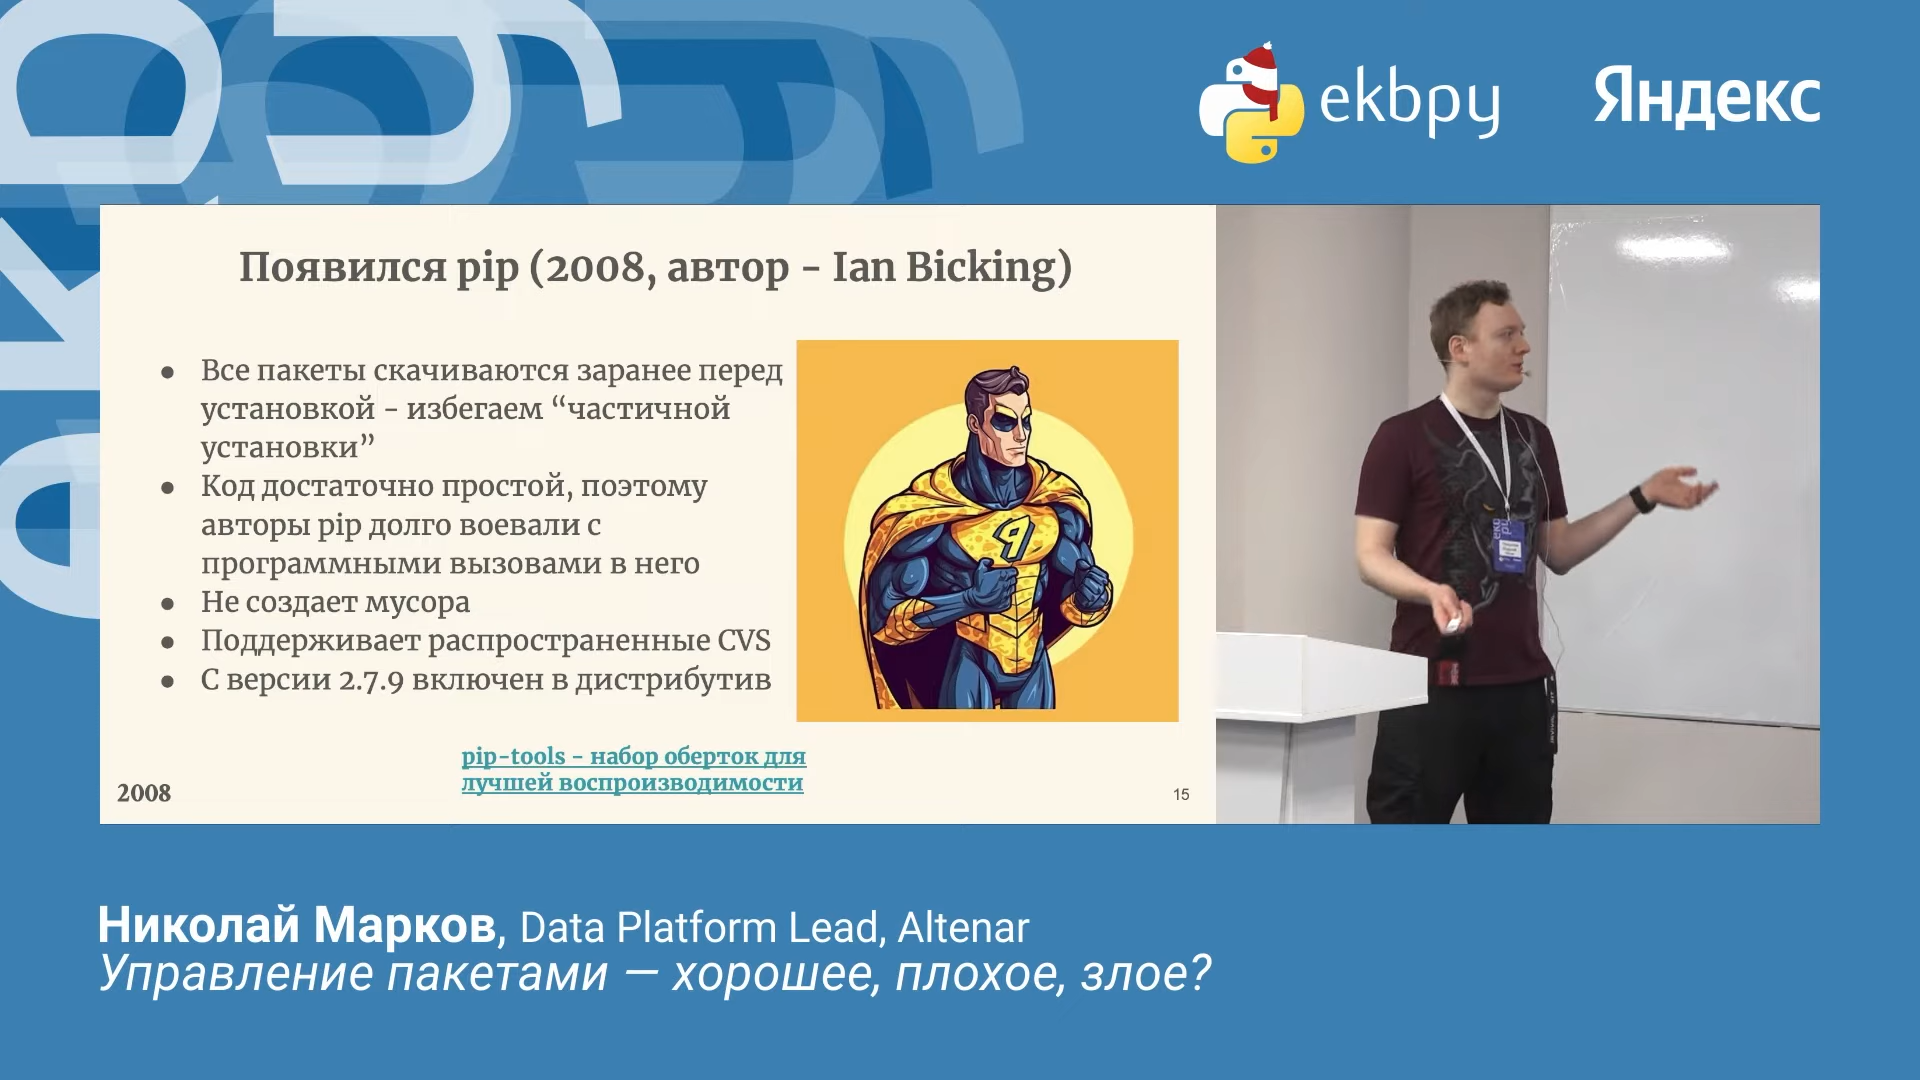 ekbpy
Яндекс
Появился pip (2008, автор - Ian Bicking)
● Все пакеты скачиваются заранее перед
установкой - избегаем “частичной
установки”
● Код достаточно простой, поэтому
авторы pip долго воевали с
программными вызовами в него
● Не создает мусора
● Поддерживает распространенные CVS
● С версии 2.7.9 включен в дистрибутив
pip-tools - набор оберток для
лучшей воспроизводимости
2008
15
Николай Марков, Data Platform Lead, Altenar
Управление пакетами — хорошее, плохое, злое?